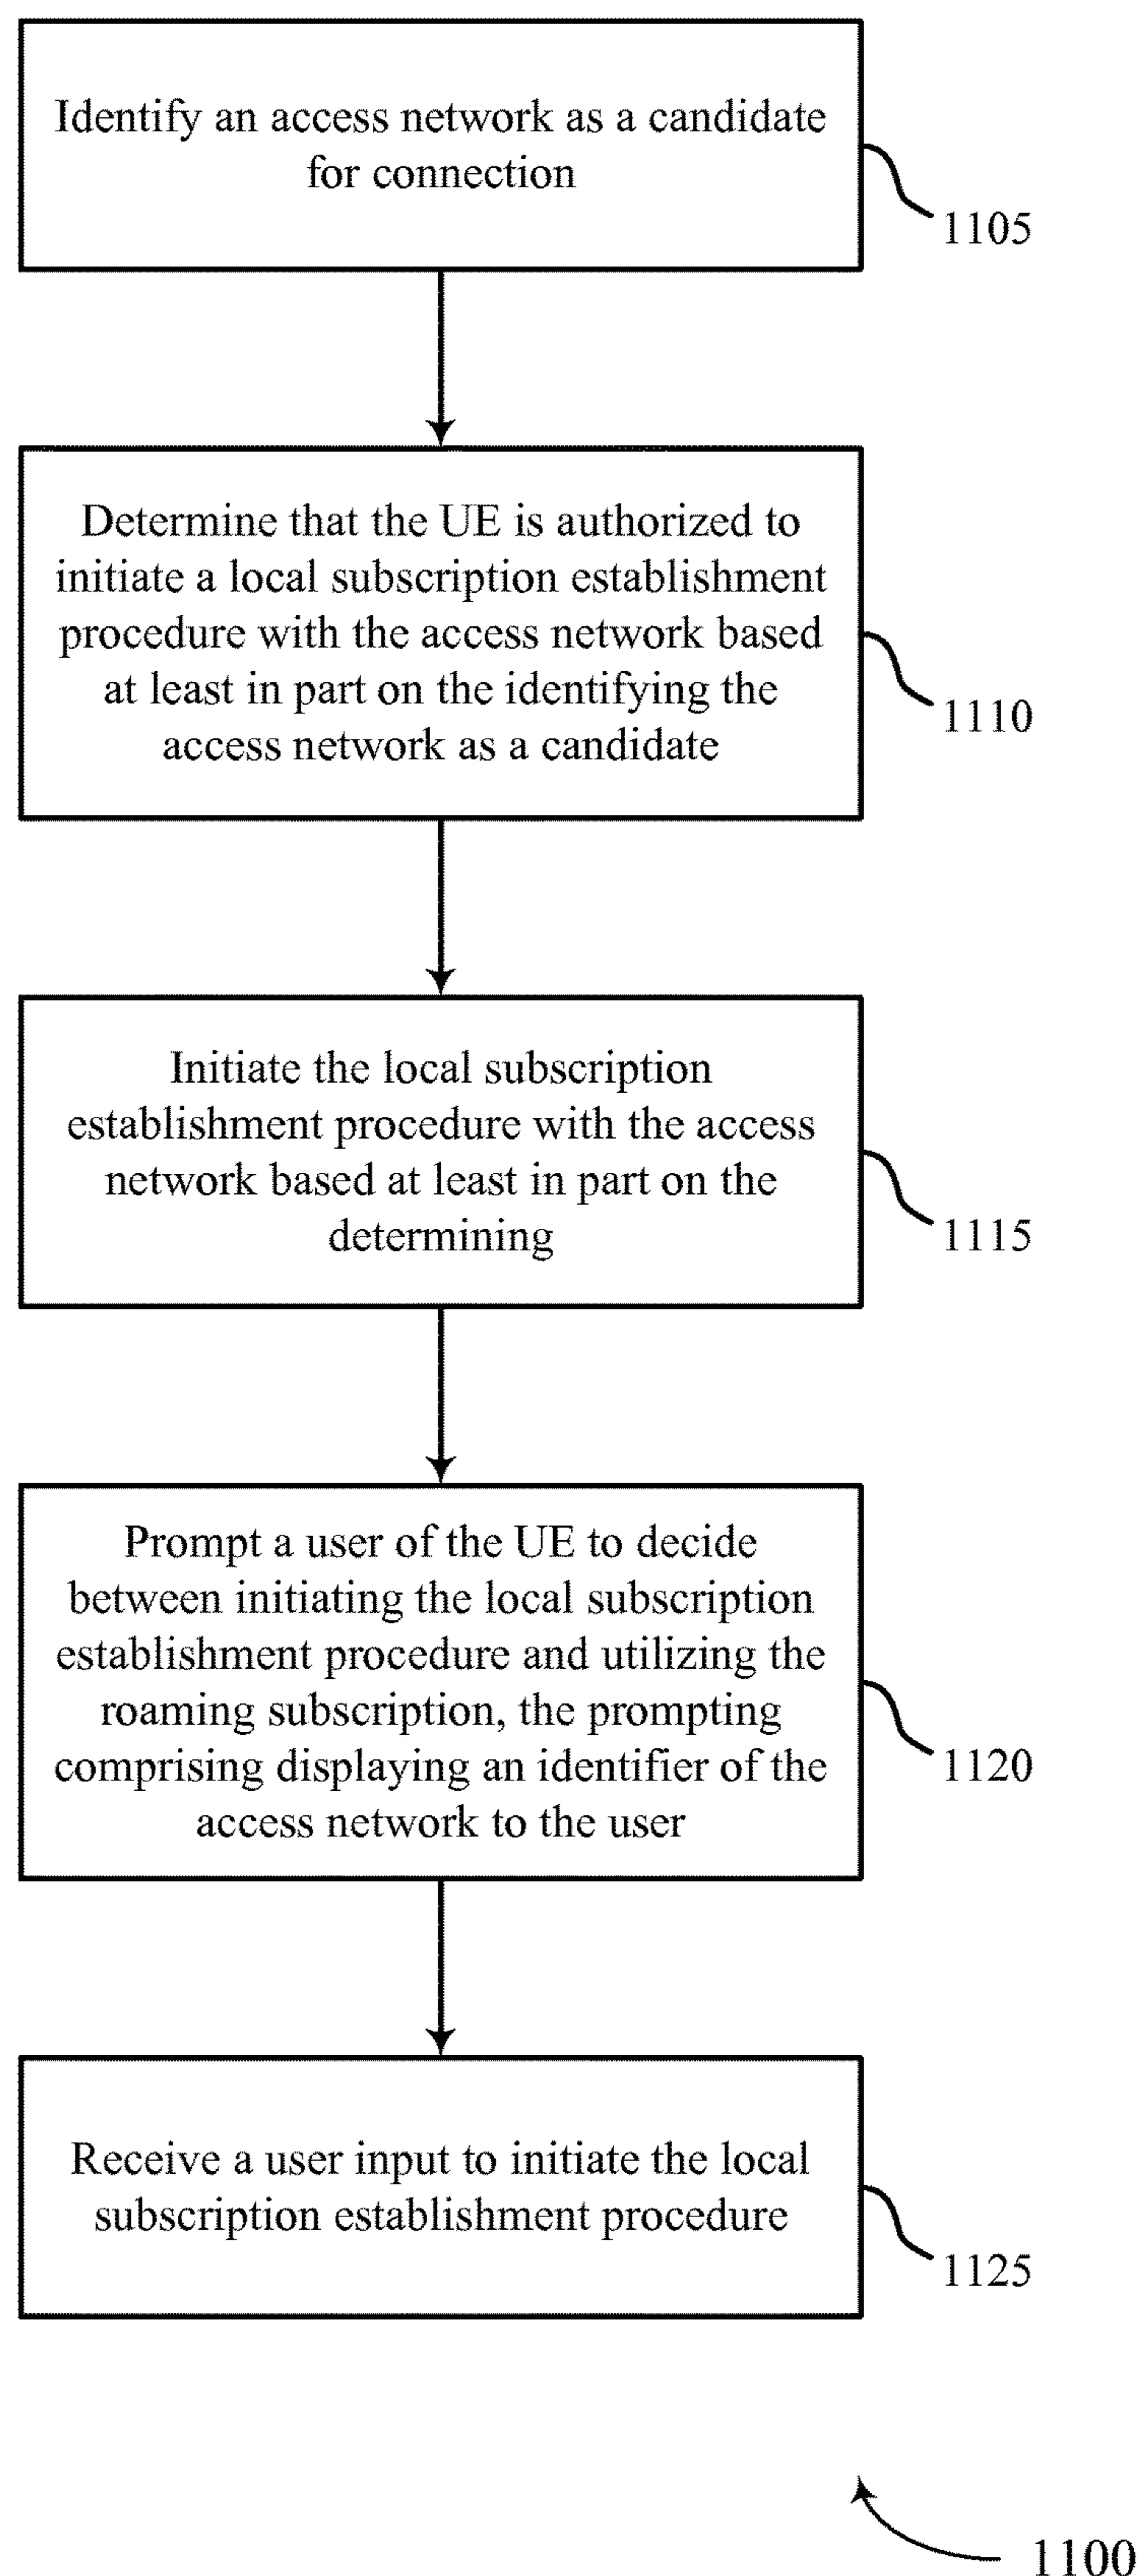 Identify an access network as a candidate
for connection
1105
Determine that the UE is authorized to
initiate a local subscription establishment
procedure with the access network based
at least in part on the identifying the
access network as a candidate
1110
Initiate the local subscription
establishment procedure with the access
network based at least in part on the
determining
1115
Prompt a user of the UE to decide
between initiating the local subscription
establishment procedure and utilizing the
roaming subscription, the prompting
comprising displaying an identifier of the
access network to the user
1120
Receive a user input to initiate the local
subscription establishment procedure
1125
1100